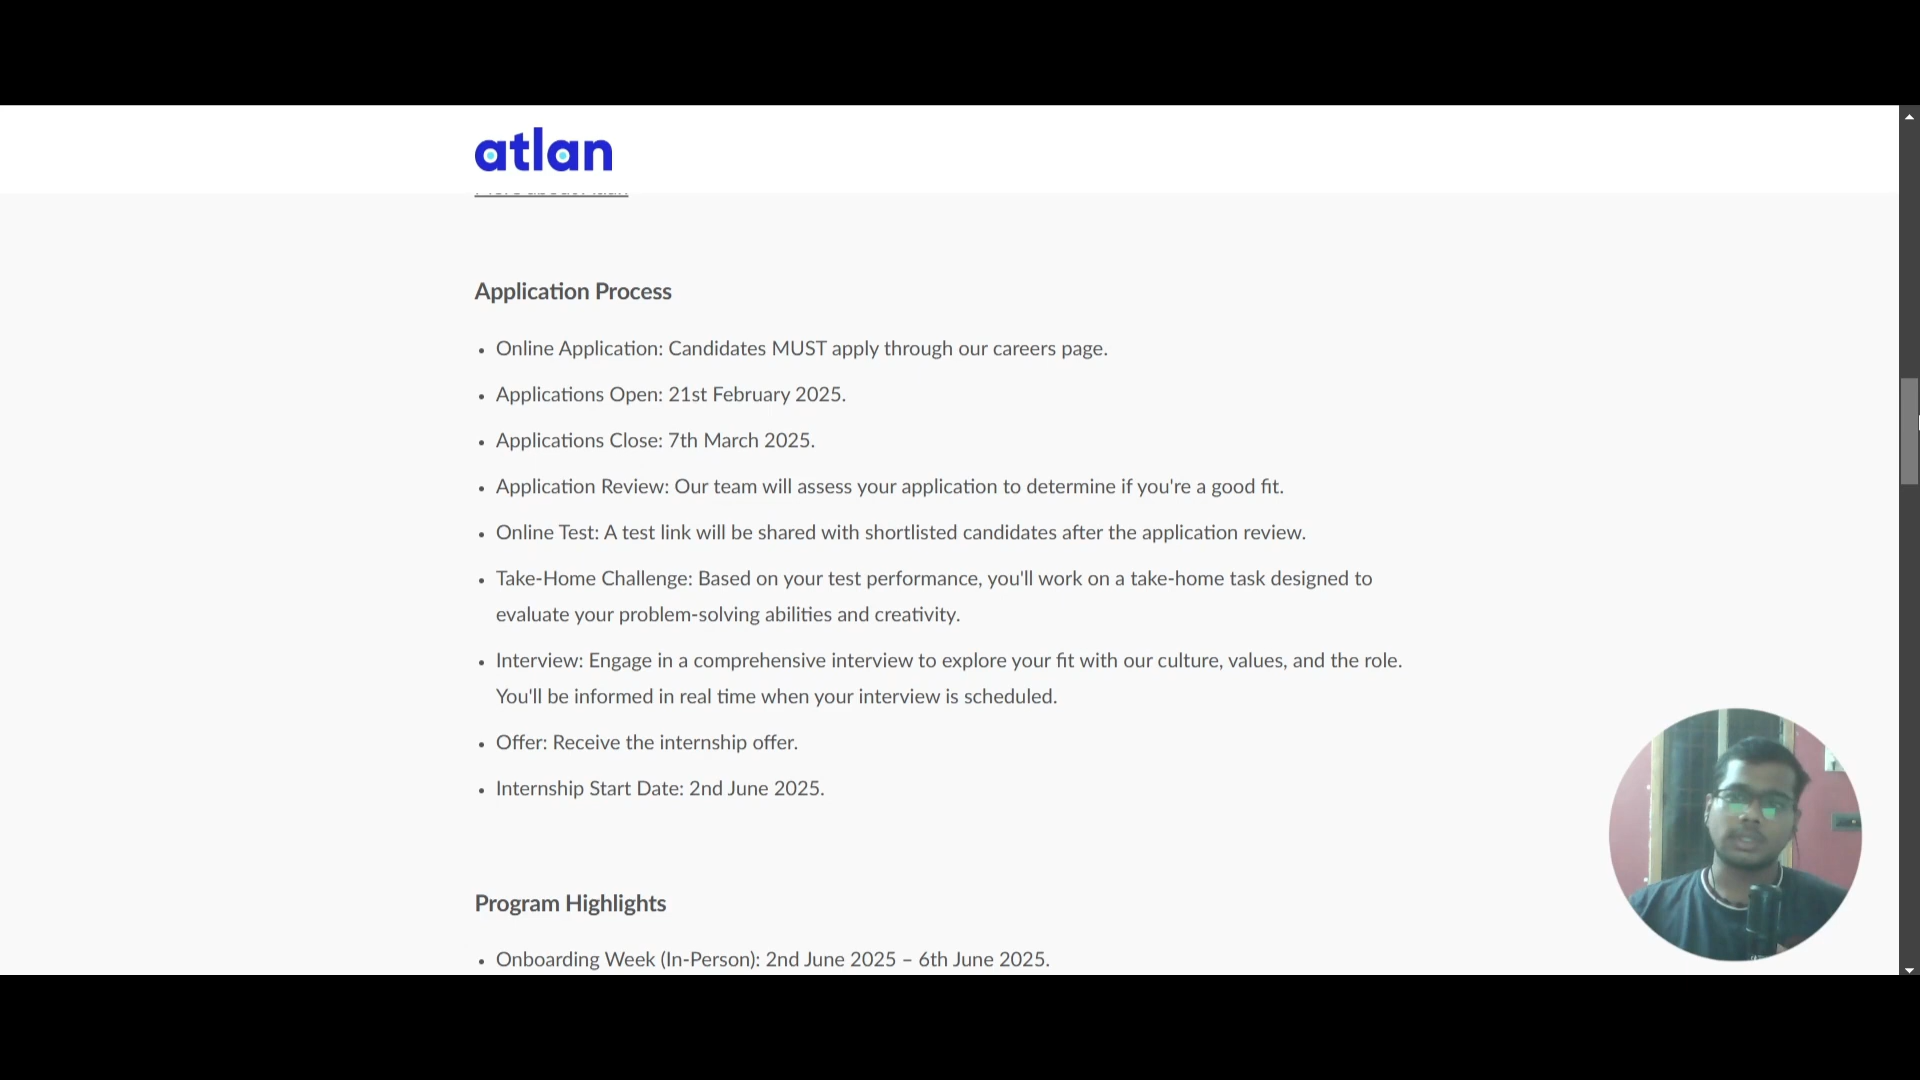 atlan
Application Process
• Online Application: Candidates MUST apply through our careers page.
• Applications Open: 21st February 2025.
• Applications Close: 7th March 2025.
• Application Review: Our team will assess your application to determine if you're a good fit.
• Online Test: A test link will be shared with shortlisted candidates after the application review.
• Take-Home Challenge: Based on your test performance, you'll work on a take-home task designed to
evaluate your problem-solving abilities and creativity.
• Interview: Engage in a comprehensive interview to explore your fit with our culture, values, and the role.
You'll be informed in real time when your interview is scheduled.
• Offer: Receive the internship offer.
• Internship Start Date: 2nd June 2025.
Program Highlights
• Onboarding Week (In-Person): 2nd June 2025 – 6th June 2025.